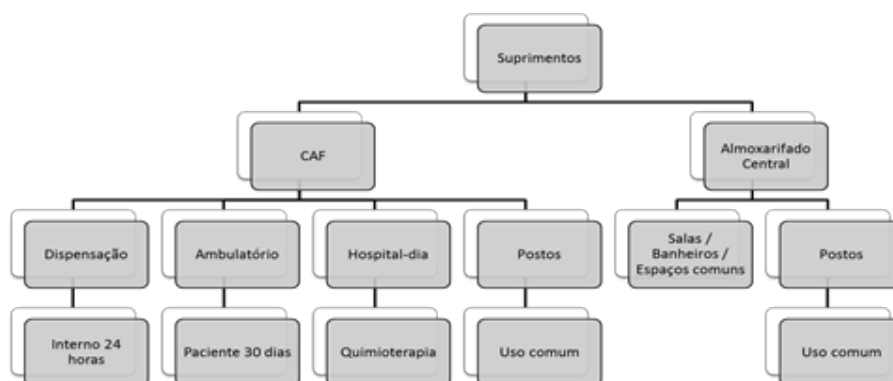 Suprimentos
CAF
Almoxarifado
Central
Dispensação
Ambulatório
Hospital-dia
Postos
Salas /
Banheiros /
Espaços comuns
Postos
Interno 24
horas
Paciente 30 dias
Quimioterapia
Uso comum
Uso comum